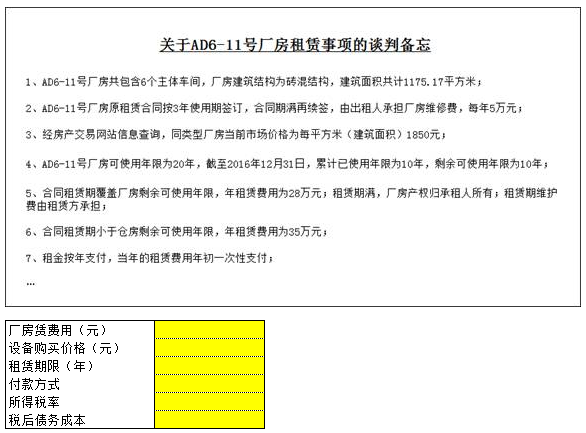 关于AD6-11号厂房租赁事项的谈判备忘
1、AD6-11号厂房共包含6个主体车间，厂房建筑结构为砖混结构，建筑面积共计1175.17平方米；
2、AD6-11号厂房原租赁合同按3年使用期签订，合同期满再续签，由出租人承担厂房维修费，每年5万元；
3、经房产交易网站信息查询，同类型厂房当前市场价格为每平方米（建筑面积）1850元；
4、AD6-11号厂房可使用年限为20年，截至2016年12月31日，累计已使用年限为10年，剩余可使用年限为10年；
5、合同租赁期覆盖厂房剩余可使用年限，年租赁费用为28万元；租赁期满，厂房产权归承租人所有；租赁期维护
费由租赁方承担；
6、合同租赁期小于仓房剩余可使用年限，年租赁费用为35万元；
7、租金按年支付，当年的租赁费用年初一次性支付；
…
厂房赁费用（元）
设备购买价格（元）
租赁期限（年）
付款方式
所得税率
税后债务成本